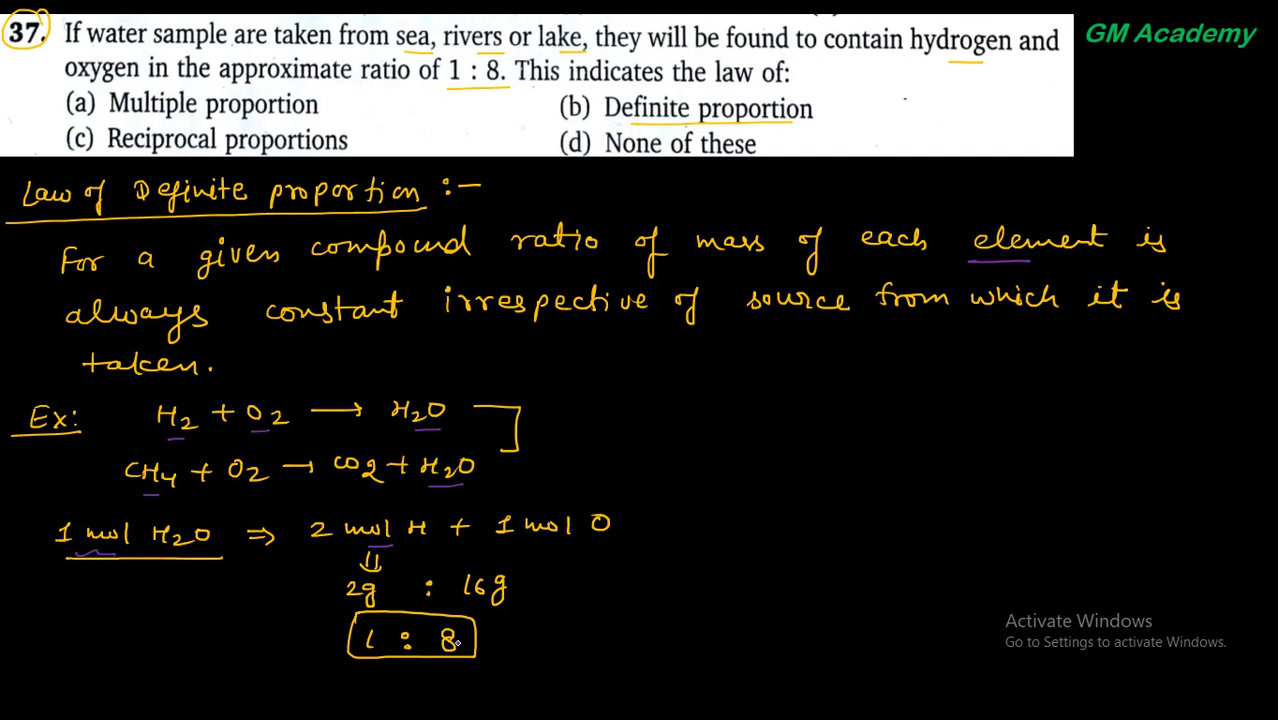 37. If water sample are taken from sea, rivers or lake, they will be found to contain hydrogen and
GM Academy
oxygen in the approximate ratio of 1 : 8. This indicates the law of:
(a) Multiple proportion (b) Definite proportion
(c) Reciprocal proportions (d) None of these
Law of Definite proportion :-
For a given compound ratio of mass of each element is
always constant irrespective of source from which it is
taken.
Ex: H2 + O2 → H2O
CH4 + O2 → CO2 + H2O
1 mol H2O ⇒ 2 mol H + 1 mol O
⇓
2g : 16g
1 : 8
Activate Windows
Go to Settings to activate Windows.